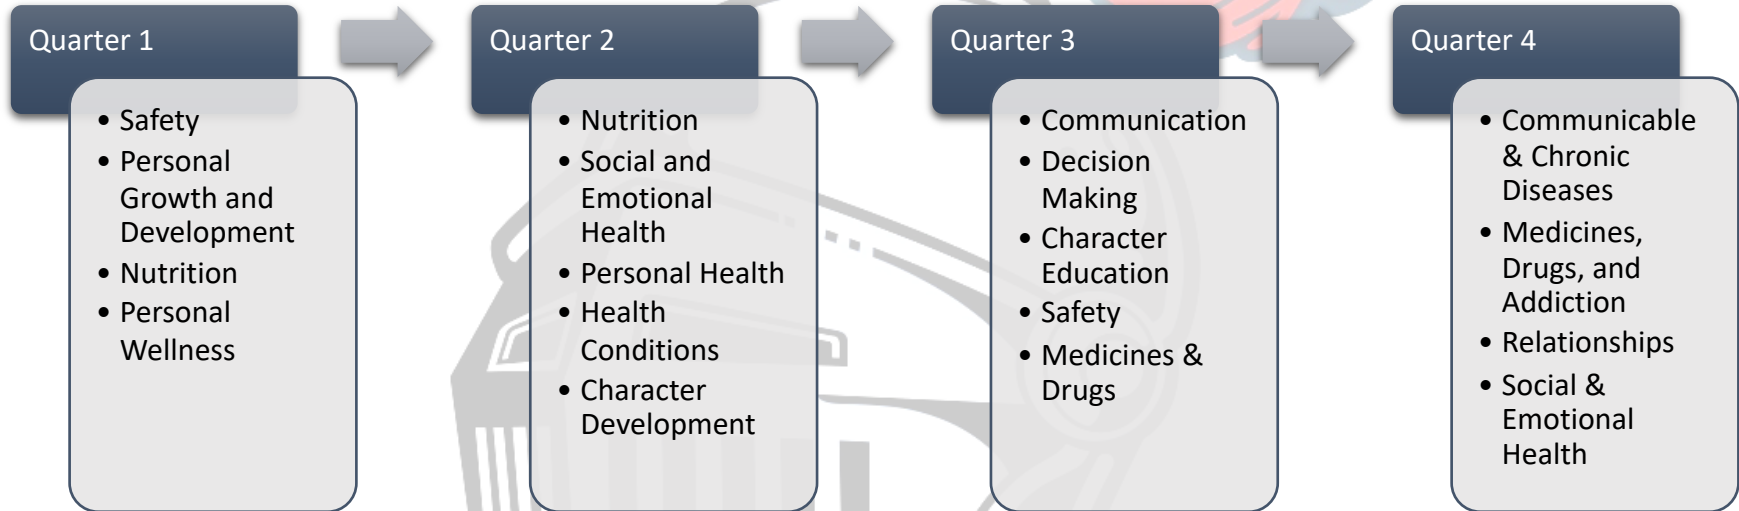 Quarter 1
• Safety
• Personal
Growth and
Development
• Nutrition
• Personal
Wellness
Quarter 2
• Nutrition
• Social and
Emotional
Health
• Personal Health
• Health
Conditions
• Character
Development
Quarter 3
• Communication
• Decision
Making
• Character
Education
• Safety
• Medicines &
Drugs
Quarter 4
• Communicable
& Chronic
Diseases
• Medicines,
Drugs, and
Addiction
• Relationships
• Social &
Emotional
Health